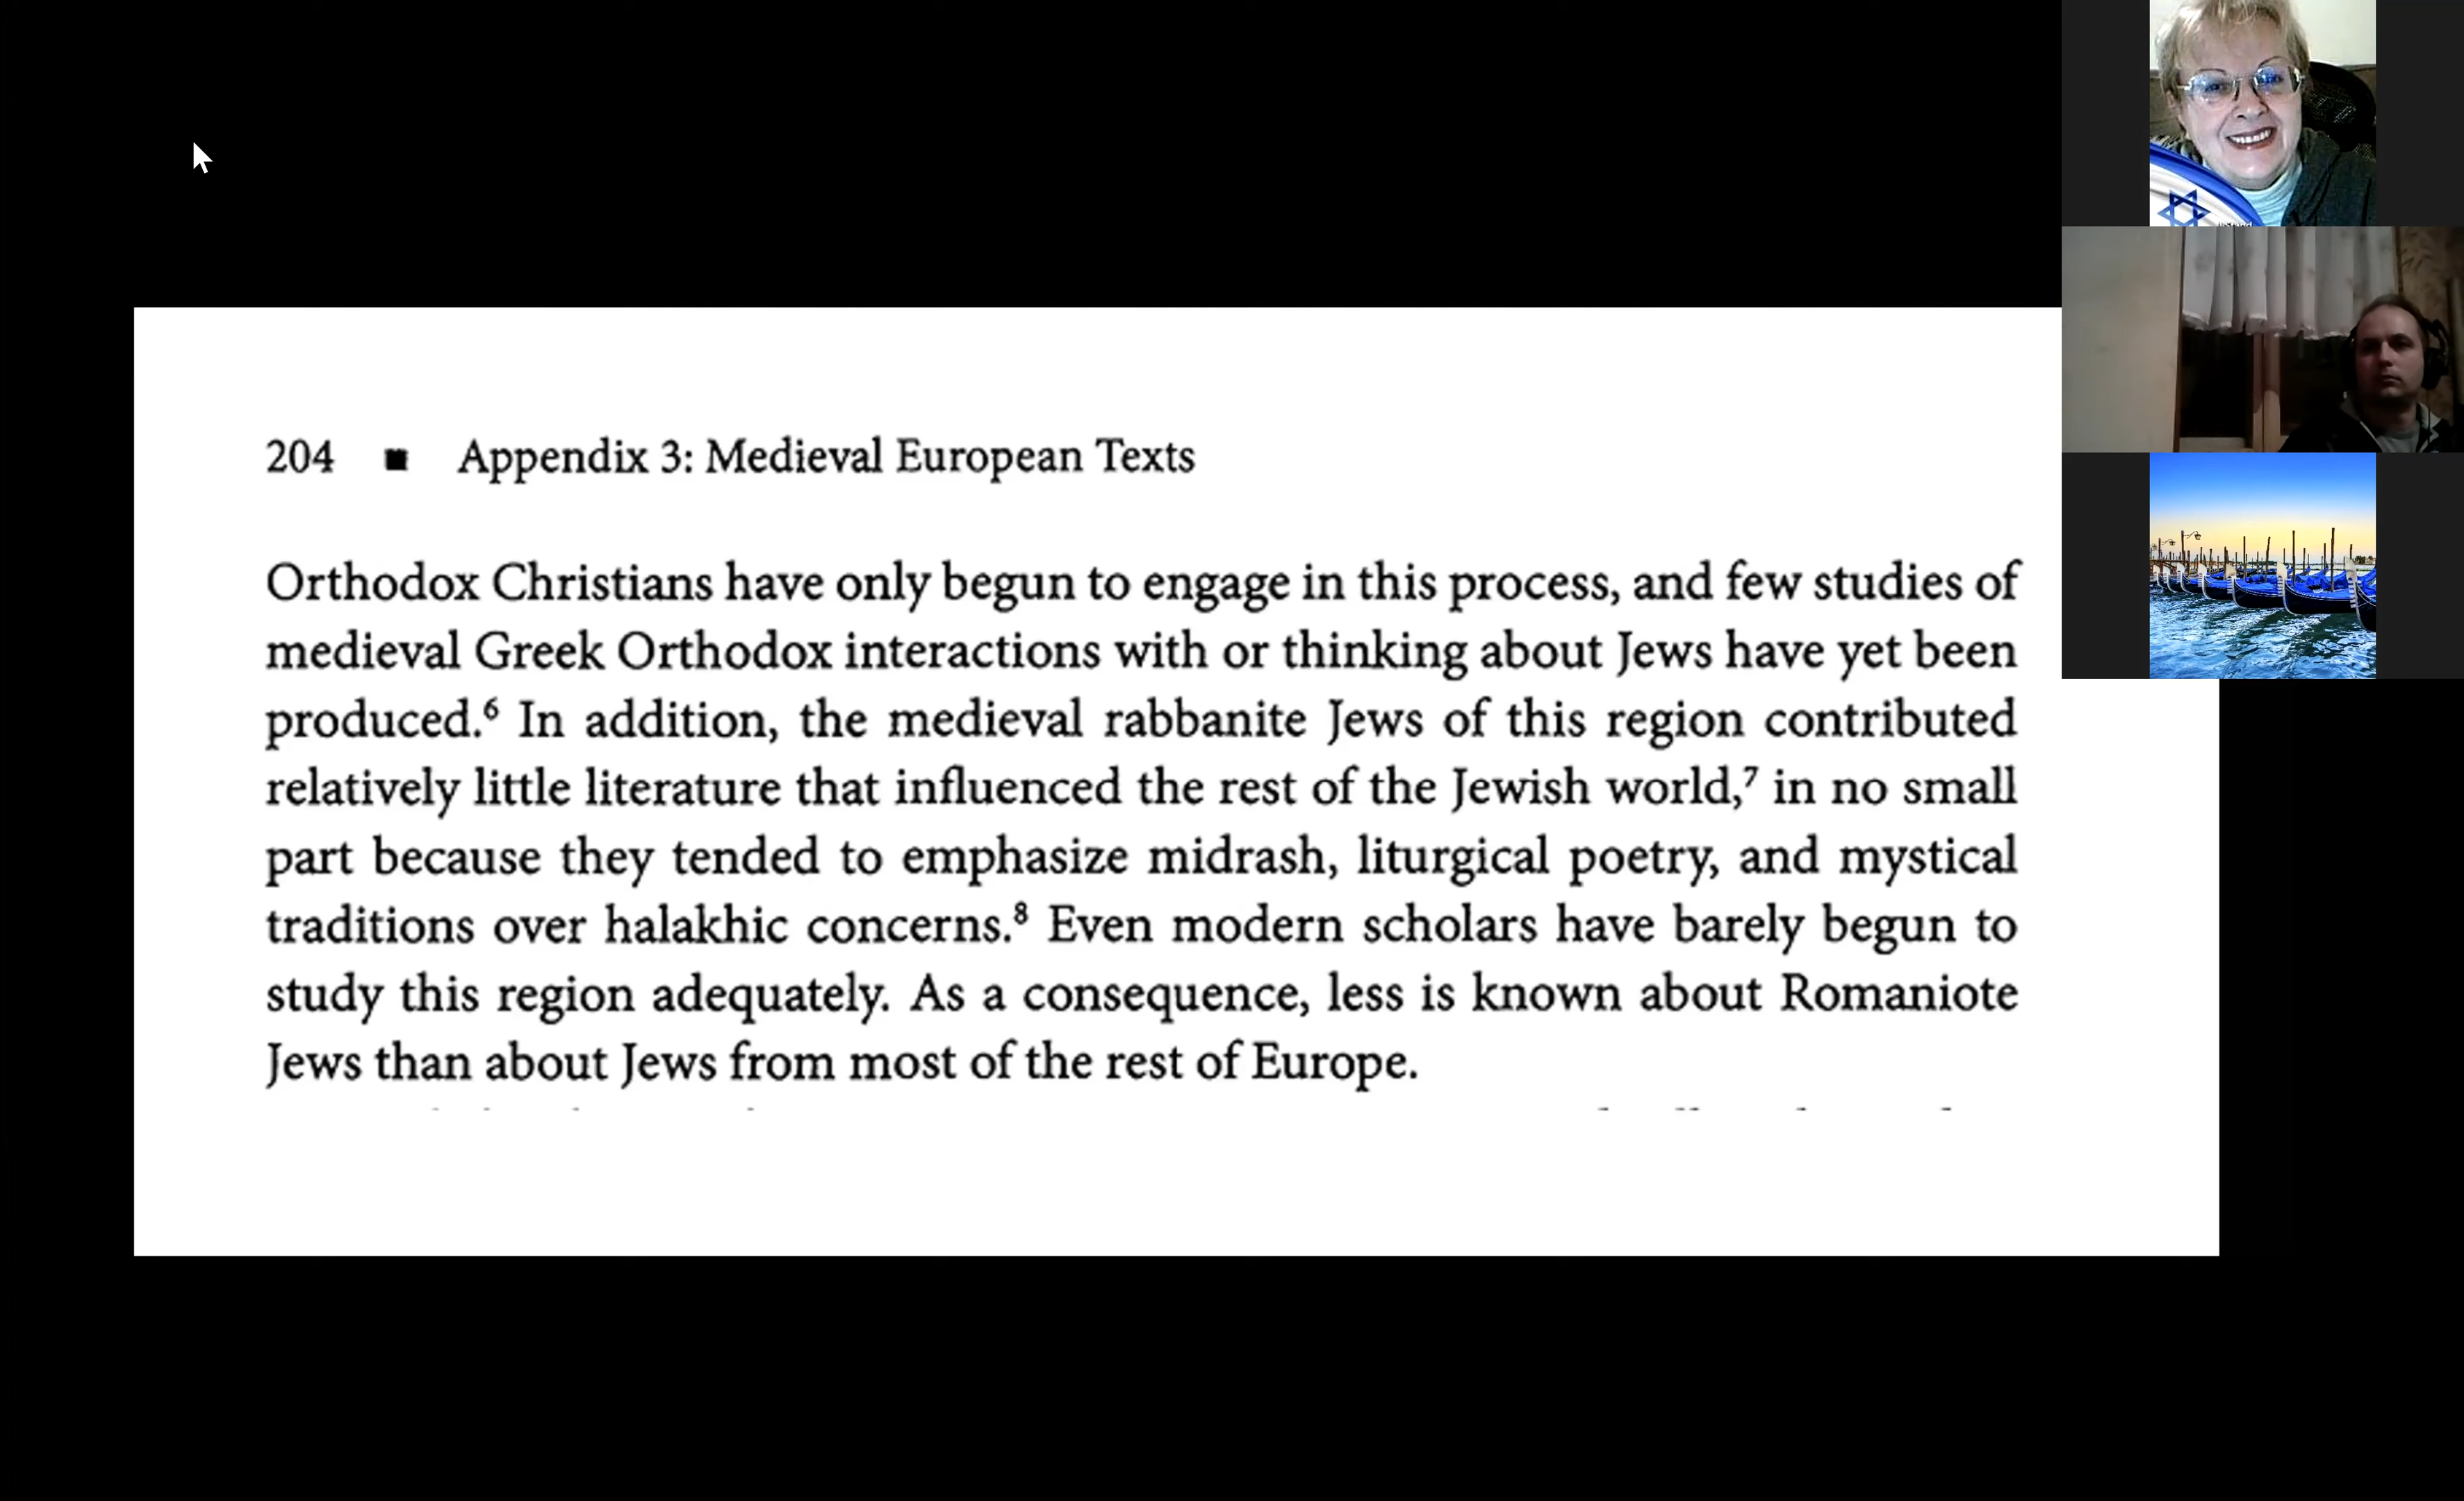 204 ■ Appendix 3: Medieval European Texts
Orthodox Christians have only begun to engage in this process, and few studies of
medieval Greek Orthodox interactions with or thinking about Jews have yet been
produced.⁶ In addition, the medieval rabbanite Jews of this region contributed
relatively little literature that influenced the rest of the Jewish world,⁷ in no small
part because they tended to emphasize midrash, liturgical poetry, and mystical
traditions over halakhic concerns.⁸ Even modern scholars have barely begun to
study this region adequately. As a consequence, less is known about Romaniote
Jews than about Jews from most of the rest of Europe.